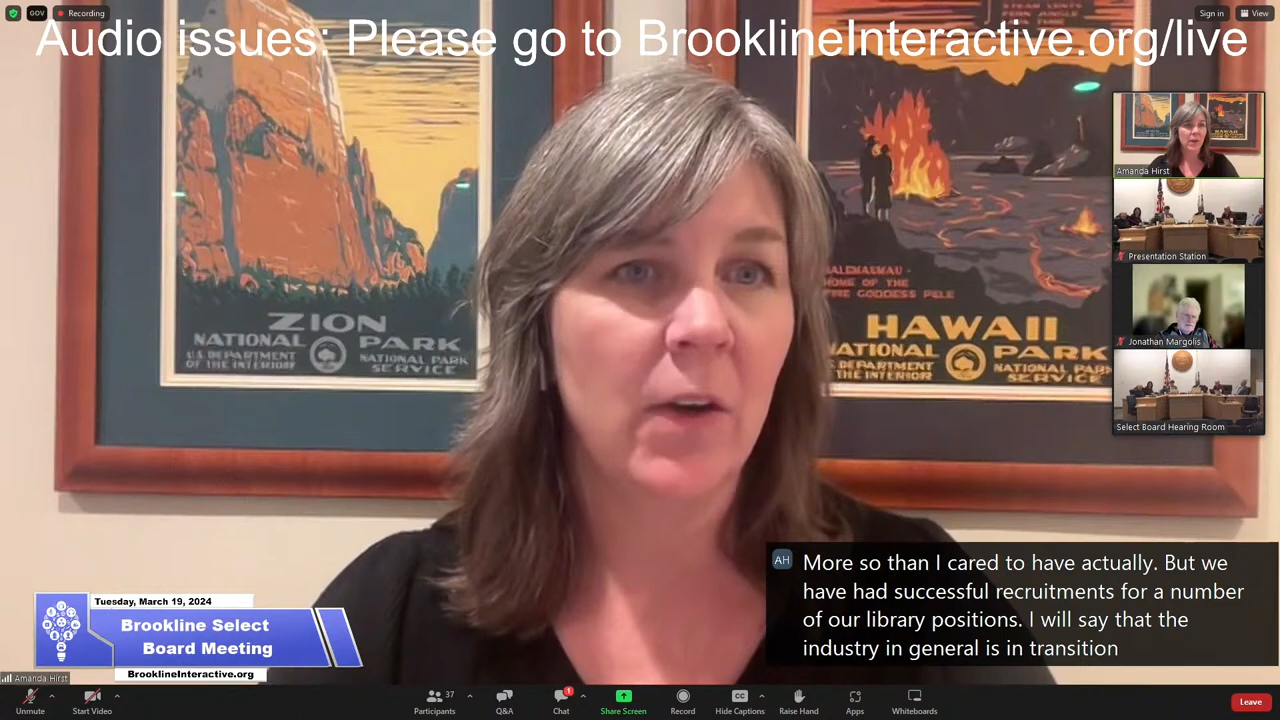 GOV
Recording
Sign in
View
Audio issues: Please go to BrooklineInteractive.org/live
ZION
NATIONAL PARK
U.S. DEPARTMENT
OF THE INTERIOR
NATIONAL PARK
SERVICE
HOME OF THE
FIRE GODDESS PELE
HAWAII
NATIONAL PARK
THE INTERIOR
NATIONAL PARK
SERVICE
Amanda Hirst
Presentation Station
Jonathan Margolis
Select Board Hearing Room
AH
More so than I cared to have actually. But we
have had successful recruitments for a number
of our library positions. I will say that the
industry in general is in transition
Tuesday, March 19, 2024
Brookline Select
Board Meeting
BrooklineInteractive.org
Amanda Hirst
Unmute
Start Video
37
Participants
Q&A
1
Chat
Share Screen
Record
CC
Hide Captions
Raise Hand
Apps
Whiteboards
Leave